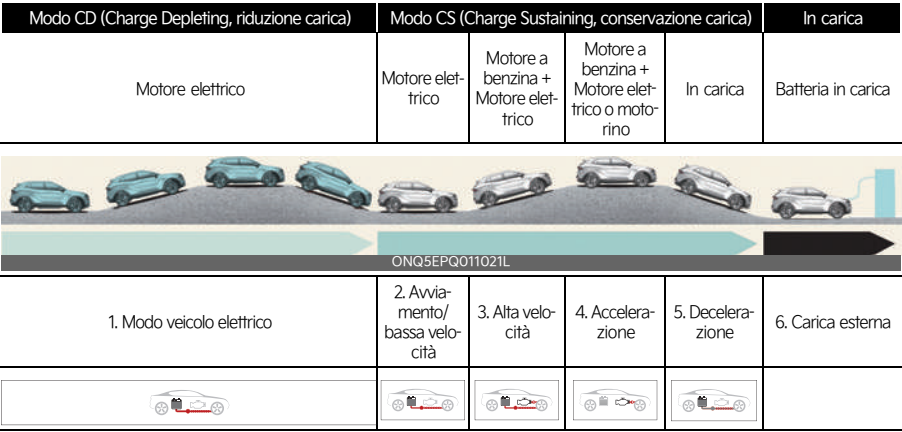 Modo CD (Charge Depleting, riduzione carica)
Modo CS (Charge Sustaining, conservazione carica)
In carica
Motore elettrico
Motore elet-
trico
Motore a
benzina +
Motore elet-
trico
Motore a
benzina +
Motore elet-
trico o moto-
rino
In carica
Batteria in carica
ONQ5EPQ011021L
1. Modo veicolo elettrico
2. Avvia-
mento/
bassa velo-
cità
3. Alta velo-
cità
4. Accelera-
zione
5. Decelera-
zione
6. Carica esterna